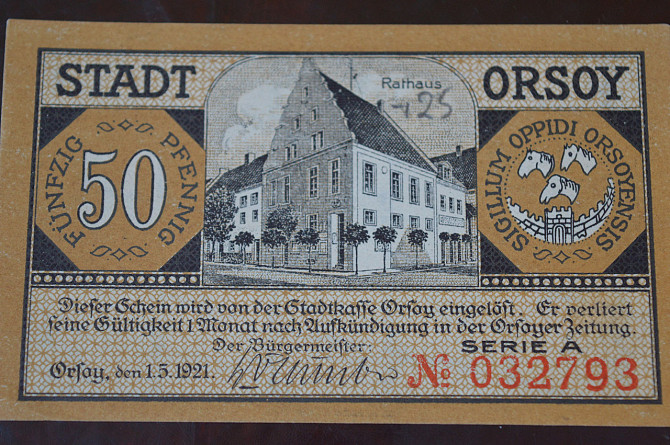 STADT ORSOY
Rathaus
FÜNFZIG PFENNIG
50
SIGILLUM OPPIDI ORSOYENSIS
Dieser Schein wird von der Stadtkasse Orsoy eingelöst. Er verliert
seine Gültigkeit 1 Monat nach Aufkündigung in der Orsoyer Zeitung.
Der Bürgermeister: SERIE A
Orsoy, den 1.5.1921. № 032793